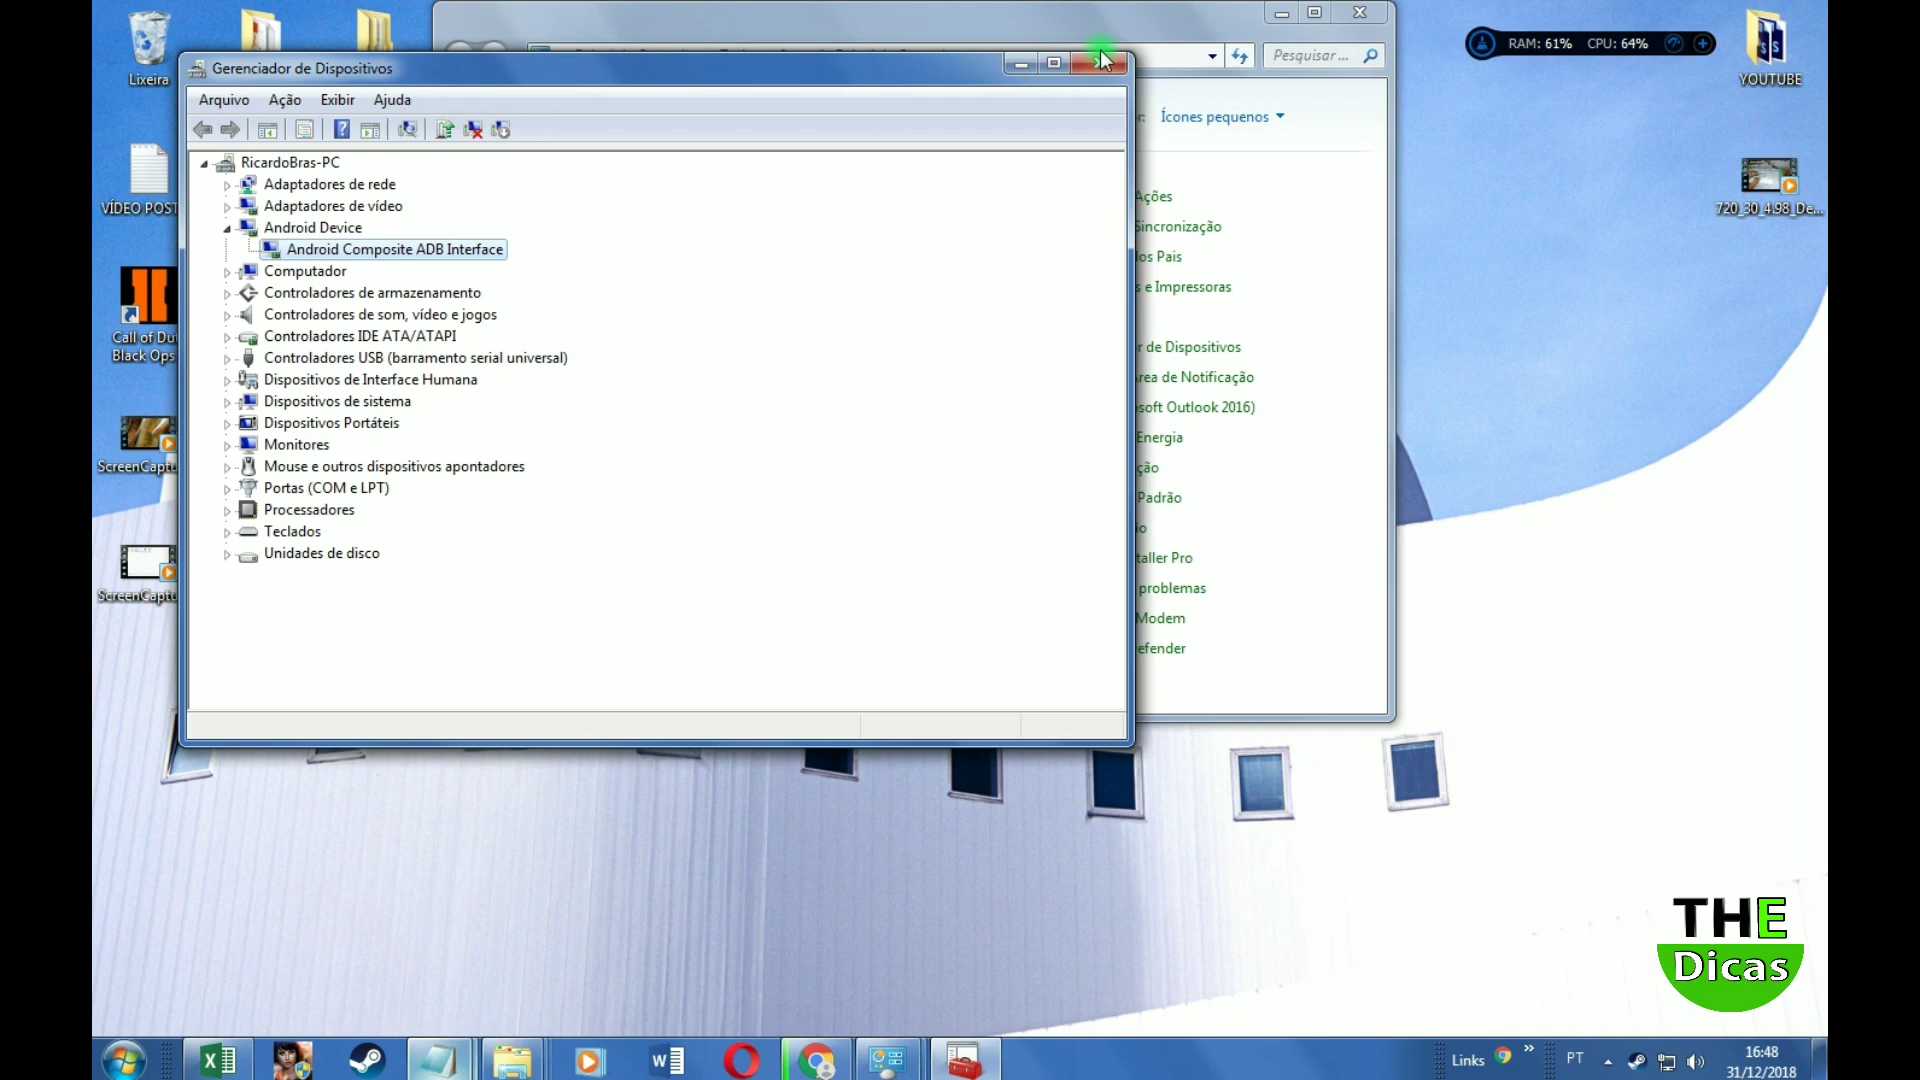 Lixeira
VÍDEO POST
Call of Du
Black Ops
ScreenCaptu
ScreenCaptu
Gerenciador de Dispositivos
Arquivo Ação Exibir Ajuda
RicardoBras-PC
Adaptadores de rede
Adaptadores de vídeo
Android Device
Android Composite ADB Interface
Computador
Controladores de armazenamento
Controladores de som, vídeo e jogos
Controladores IDE ATA/ATAPI
Controladores USB (barramento serial universal)
Dispositivos de Interface Humana
Dispositivos de sistema
Dispositivos Portáteis
Monitores
Mouse e outros dispositivos apontadores
Portas (COM e LPT)
Processadores
Teclados
Unidades de disco
Pesquisar ...
r: Ícones pequenos
Ações
Sincronização
dos Pais
s e Impressoras
r de Dispositivos
Área de Notificação
osoft Outlook 2016)
Energia
ção
Padrão
io
taller Pro
problemas
Modem
efender
RAM: 61% CPU: 64%
YOUTUBE
720_30_4.98_De...
THE
Dicas
Links
»
PT
16:48
31/12/2018